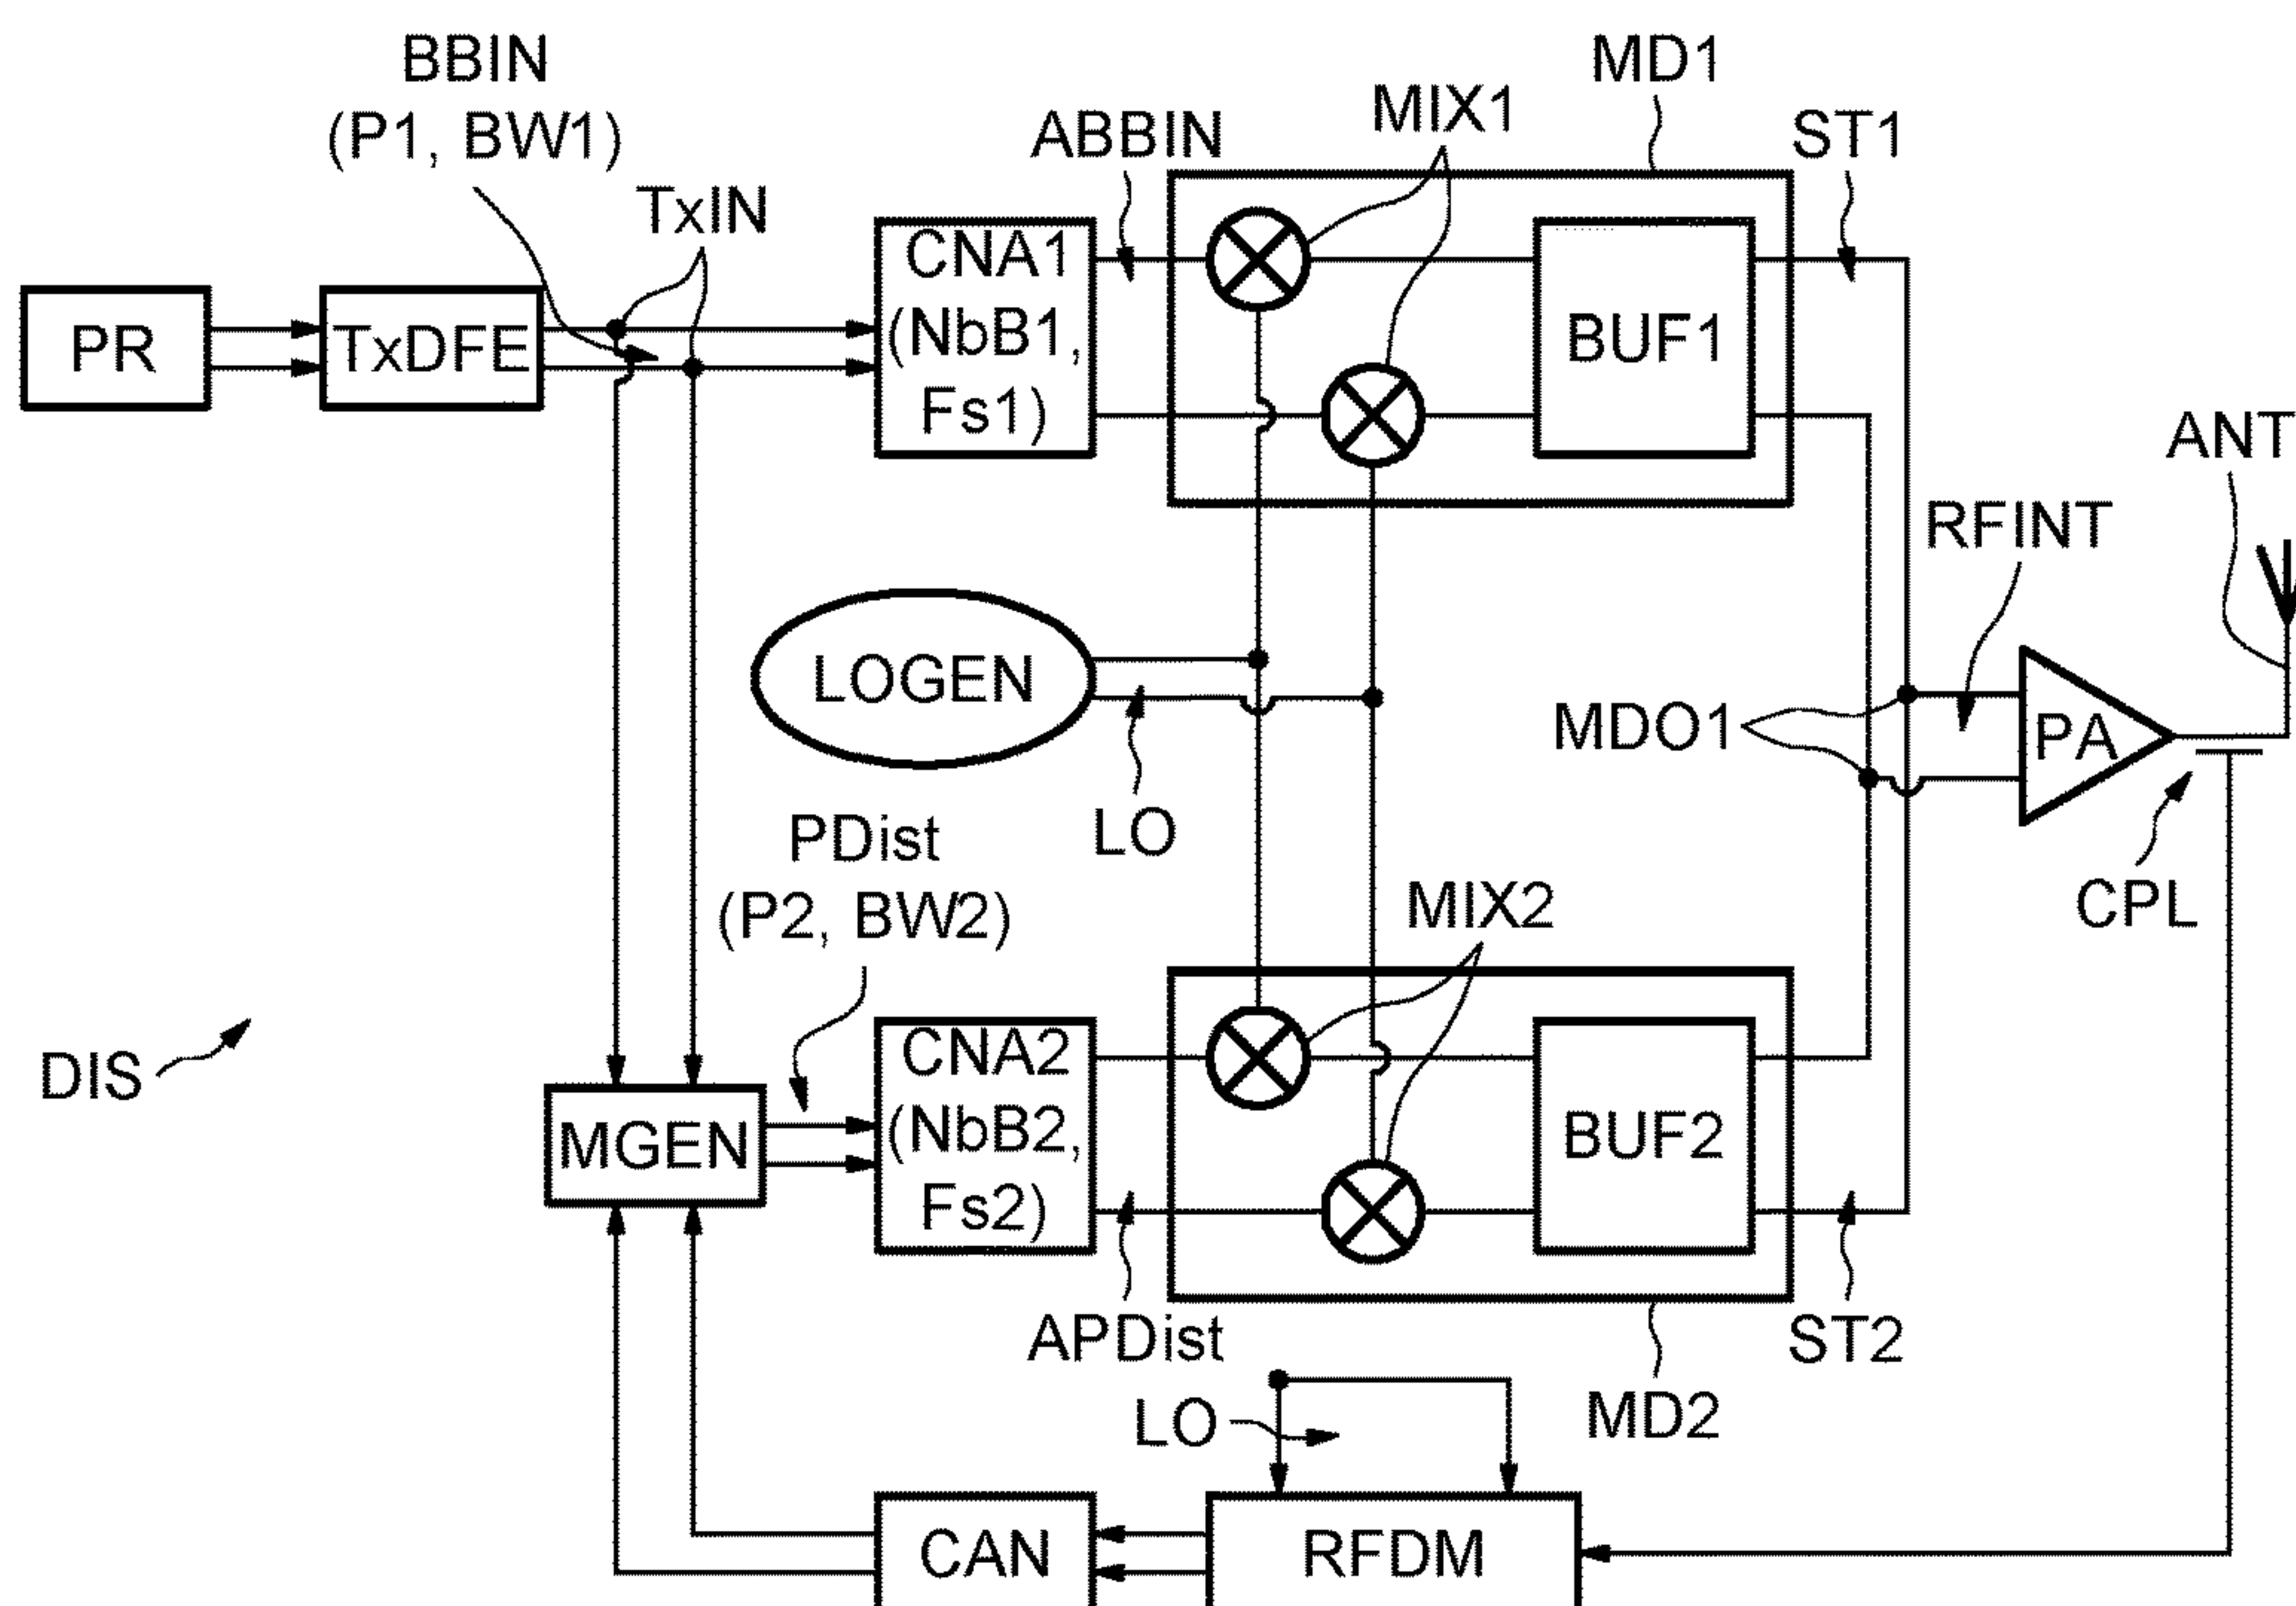 BBIN
(P1, BW1)
TxIN
ABBIN
MIX1
MD1
ST1
PR
TxDFE
CNA1
(NbB1,
Fs1)
BUF1
ANT
RFINT
LOGEN
LO
MDO1
PA
CPL
PDist
(P2, BW2)
MIX2
DIS
MGEN
CNA2
(NbB2,
Fs2)
BUF2
APDist
ST2
MD2
LO
CAN
RFDM